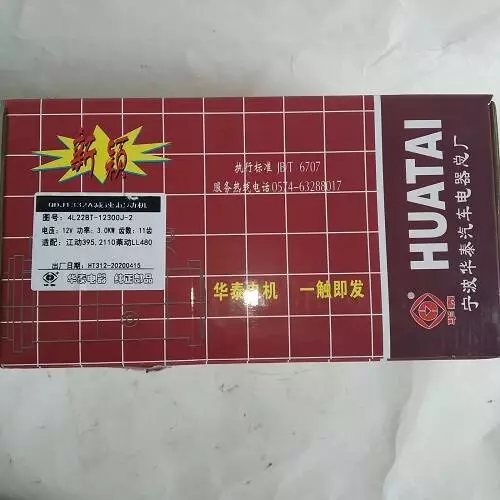 新颖
QDJ1332A减速起动机
图号: 4L22BT-12300J-2
电压: 12V 功率: 3.0KW 齿数: 11齿
适配: 江动395,2110莱动LL480
出厂日期: HT312-20200415
华泰电器 纯正部品
执行标准 JB/T 6707
服务热线电话0574-63288017
华泰电机 一触即发
HUATAI
宁波华泰汽车电器总厂